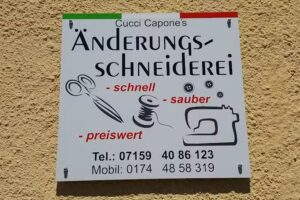 Cucci Capone's
ÄNDERUNGS-
SCHNEIDEREI
- schnell
- sauber
- preiswert
Tel.: 07159 40 86 123
Mobil: 0174 48 58 319